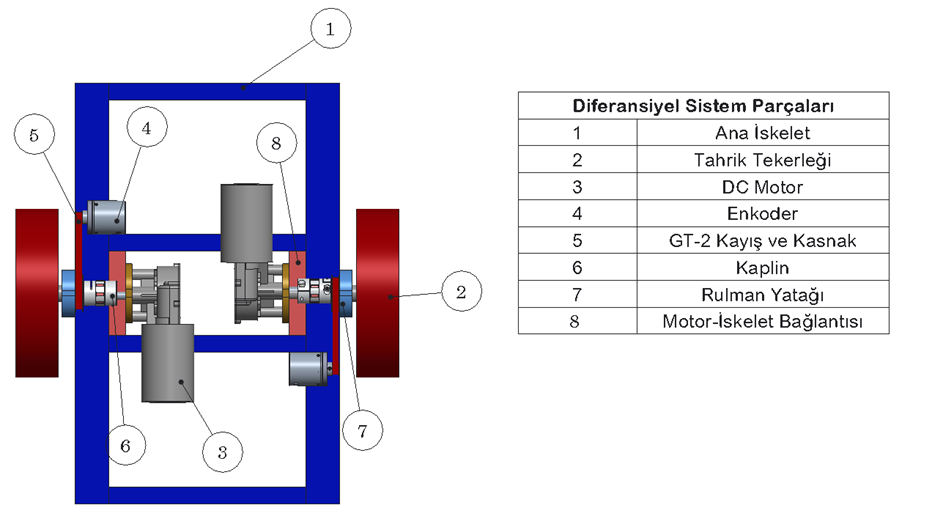 1
5
4
8
2
7
6
3
Diferansiyel Sistem Parçaları
1 Ana İskelet
2 Tahrik Tekerleği
3 DC Motor
4 Enkoder
5 GT-2 Kayış ve Kasnak
6 Kaplin
7 Rulman Yatağı
8 Motor-İskelet Bağlantısı